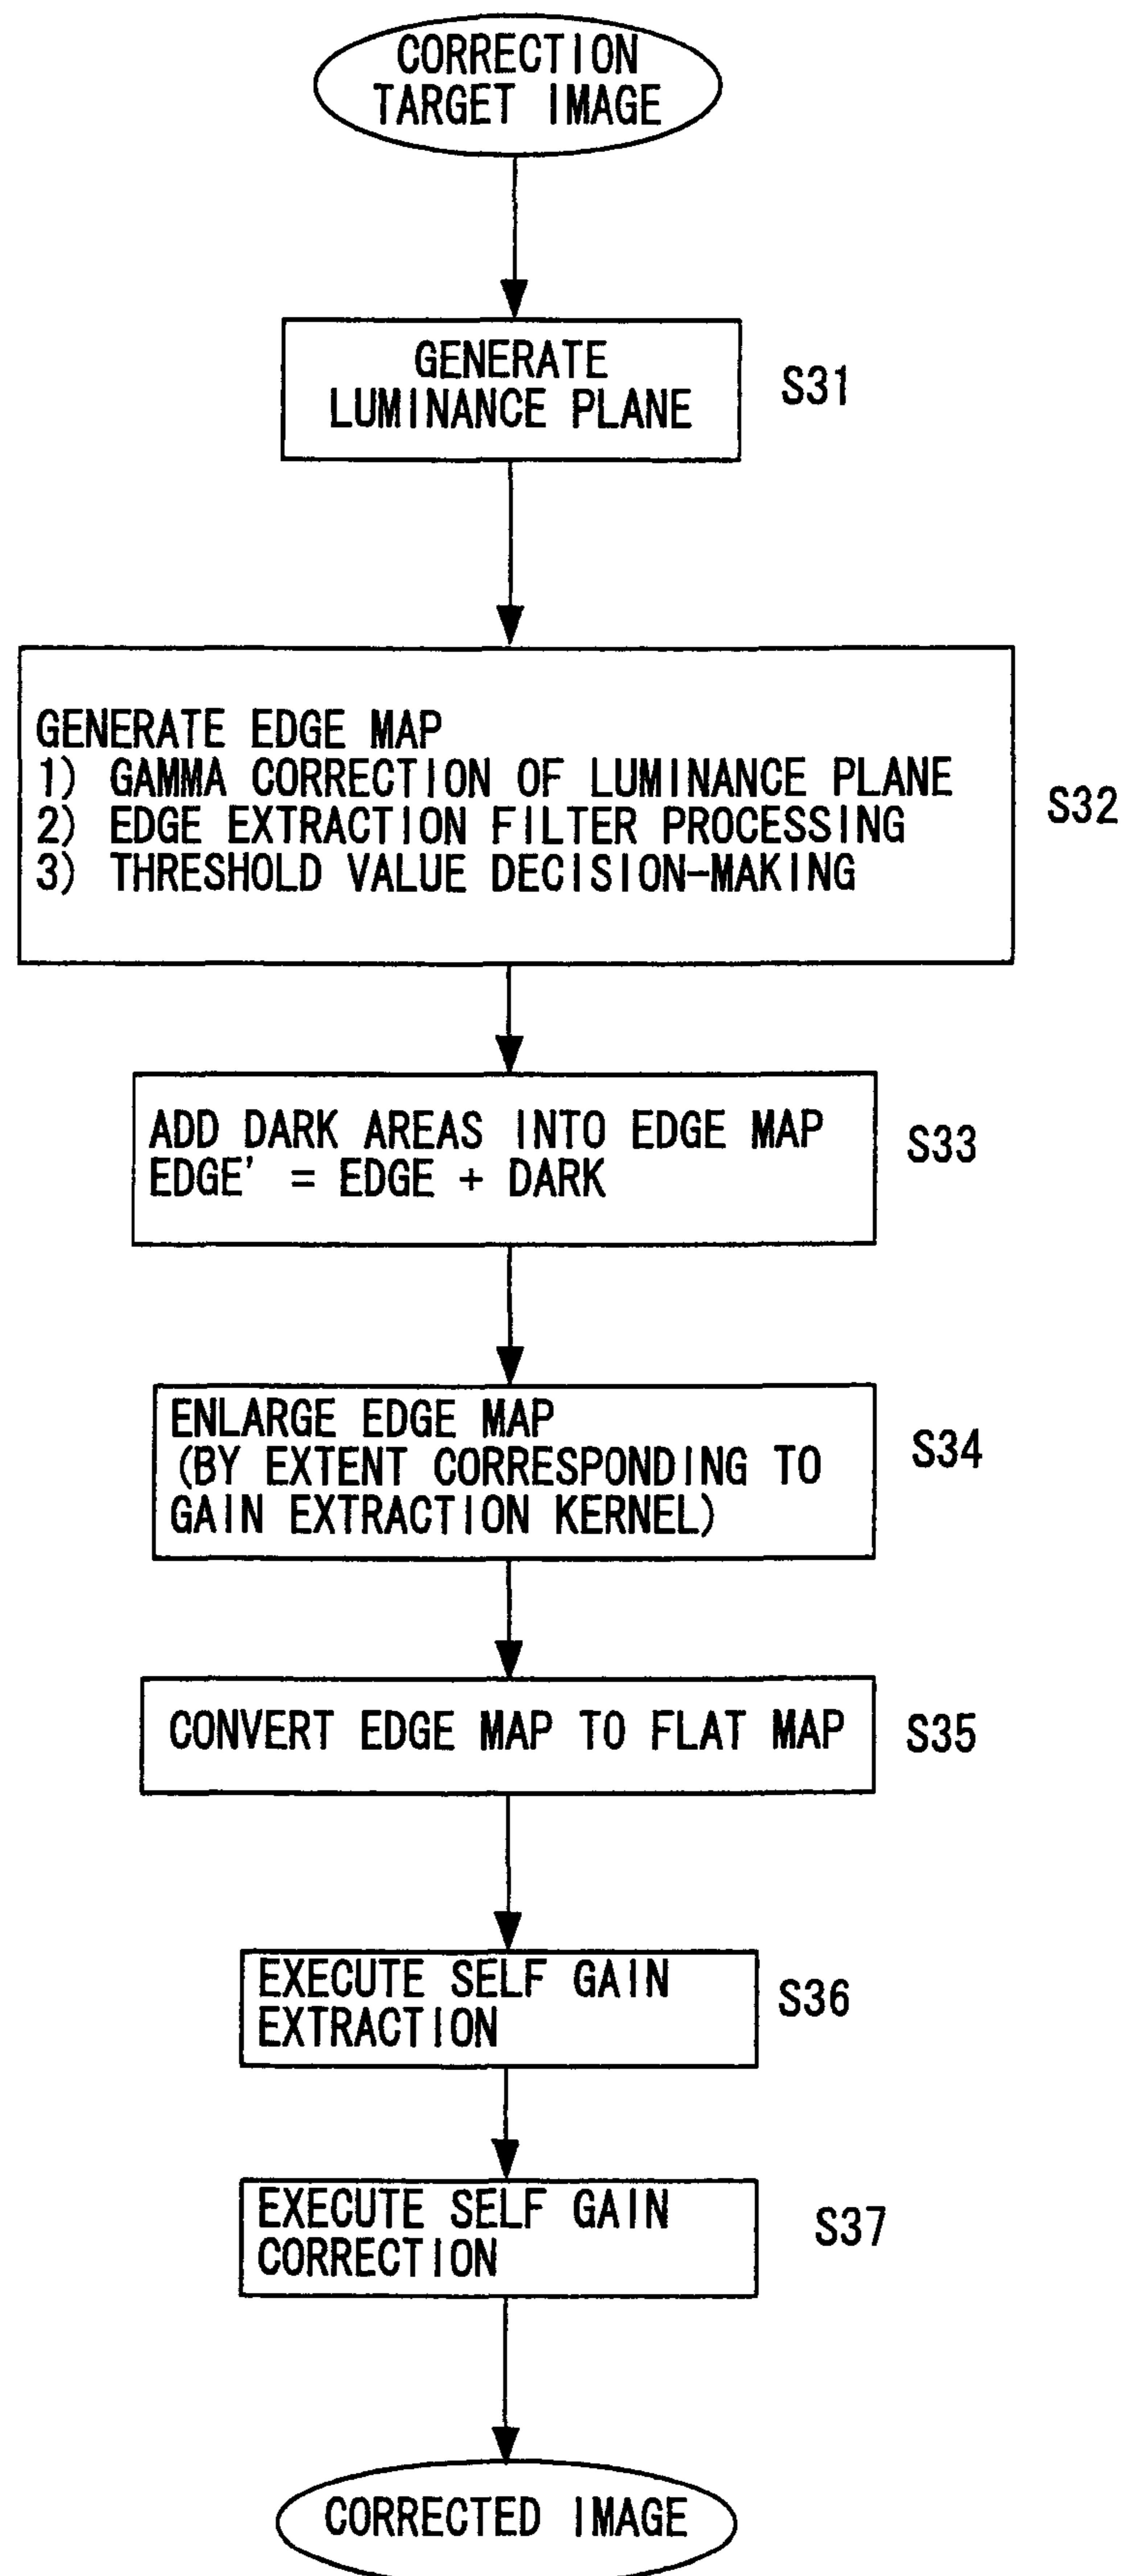 CORRECTION
TARGET IMAGE
GENERATE
LUMINANCE PLANE
S31
GENERATE EDGE MAP
1) GAMMA CORRECTION OF LUMINANCE PLANE
2) EDGE EXTRACTION FILTER PROCESSING
3) THRESHOLD VALUE DECISION-MAKING
S32
ADD DARK AREAS INTO EDGE MAP
EDGE' = EDGE + DARK
S33
ENLARGE EDGE MAP
(BY EXTENT CORRESPONDING TO
GAIN EXTRACTION KERNEL)
S34
CONVERT EDGE MAP TO FLAT MAP
S35
EXECUTE SELF GAIN
EXTRACTION
S36
EXECUTE SELF GAIN
CORRECTION
S37
CORRECTED IMAGE